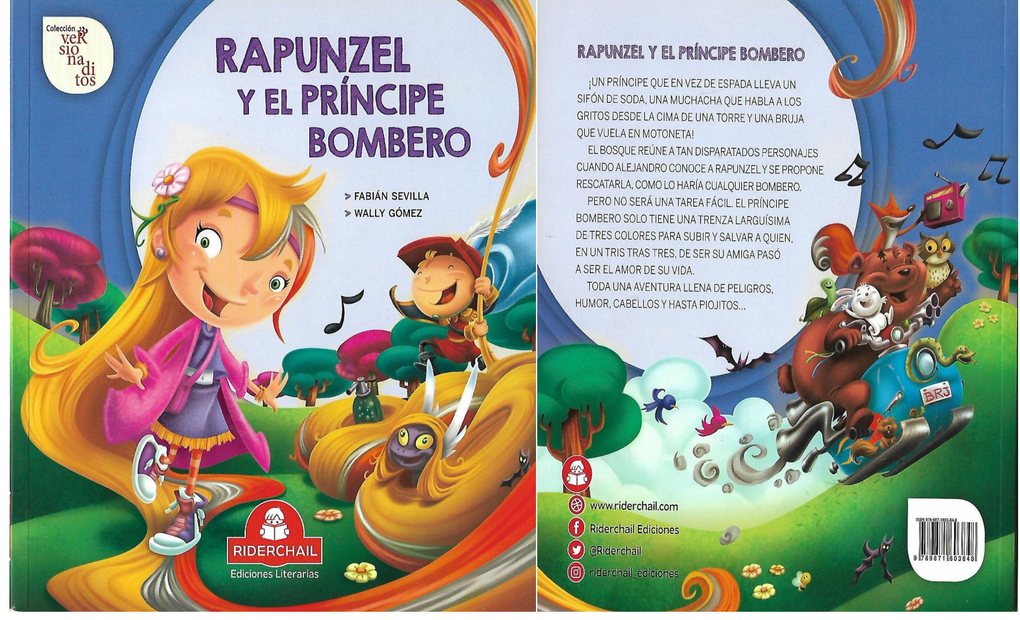 Colección
veR
sio
na
di
tos
RAPUNZEL
Y EL PRÍNCIPE
BOMBERO
> FABIÁN SEVILLA
> WALLY GÓMEZ
RIDERCHAIL
Ediciones Literarias
RAPUNZEL Y EL PRÍNCIPE BOMBERO
¡UN PRÍNCIPE QUE EN VEZ DE ESPADA LLEVA UN
SIFÓN DE SODA, UNA MUCHACHA QUE HABLA A LOS
GRITOS DESDE LA CIMA DE UNA TORRE Y UNA BRUJA
QUE VUELA EN MOTONETA!
EL BOSQUE REÚNE A TAN DISPARATADOS PERSONAJES
CUANDO ALEJANDRO CONOCE A RAPUNZEL Y SE PROPONE
RESCATARLA, COMO LO HARÍA CUALQUIER BOMBERO.
PERO NO SERÁ UNA TAREA FÁCIL. EL PRÍNCIPE
BOMBERO SOLO TIENE UNA TRENZA LARGUÍSIMA
DE TRES COLORES PARA SUBIR Y SALVAR A QUIEN,
EN UN TRIS TRAS TRES, DE SER SU AMIGA PASÓ
A SER EL AMOR DE SU VIDA.
TODA UNA AVENTURA LLENA DE PELIGROS,
HUMOR, CABELLOS Y HASTA PIOJITOS...
BRJ
www.riderchail.com
Riderchail Ediciones
@Riderchail
riderchail_ediciones
9789871603848